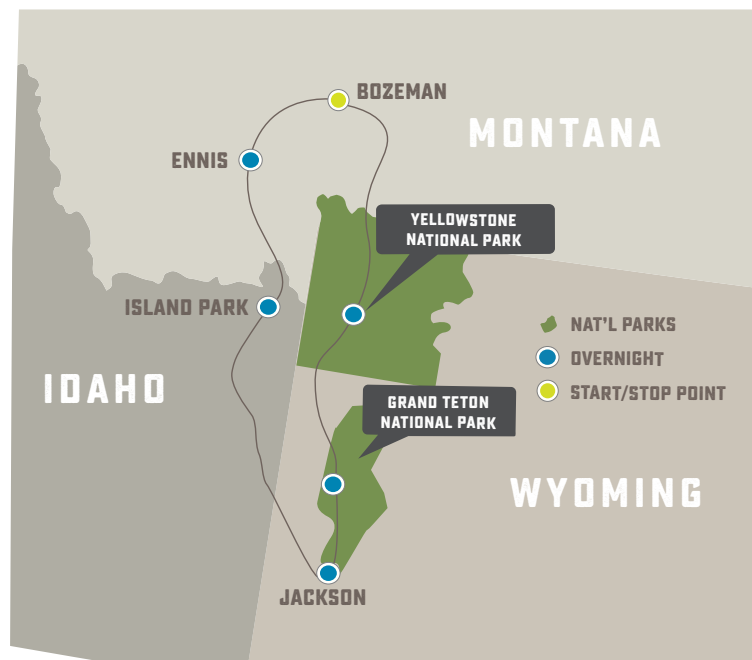 BOZEMAN
MONTANA
ENNIS
YELLOWSTONE
NATIONAL PARK
ISLAND PARK
NAT'L PARKS
OVERNIGHT
START/STOP POINT
IDAHO
GRAND TETON
NATIONAL PARK
WYOMING
JACKSON